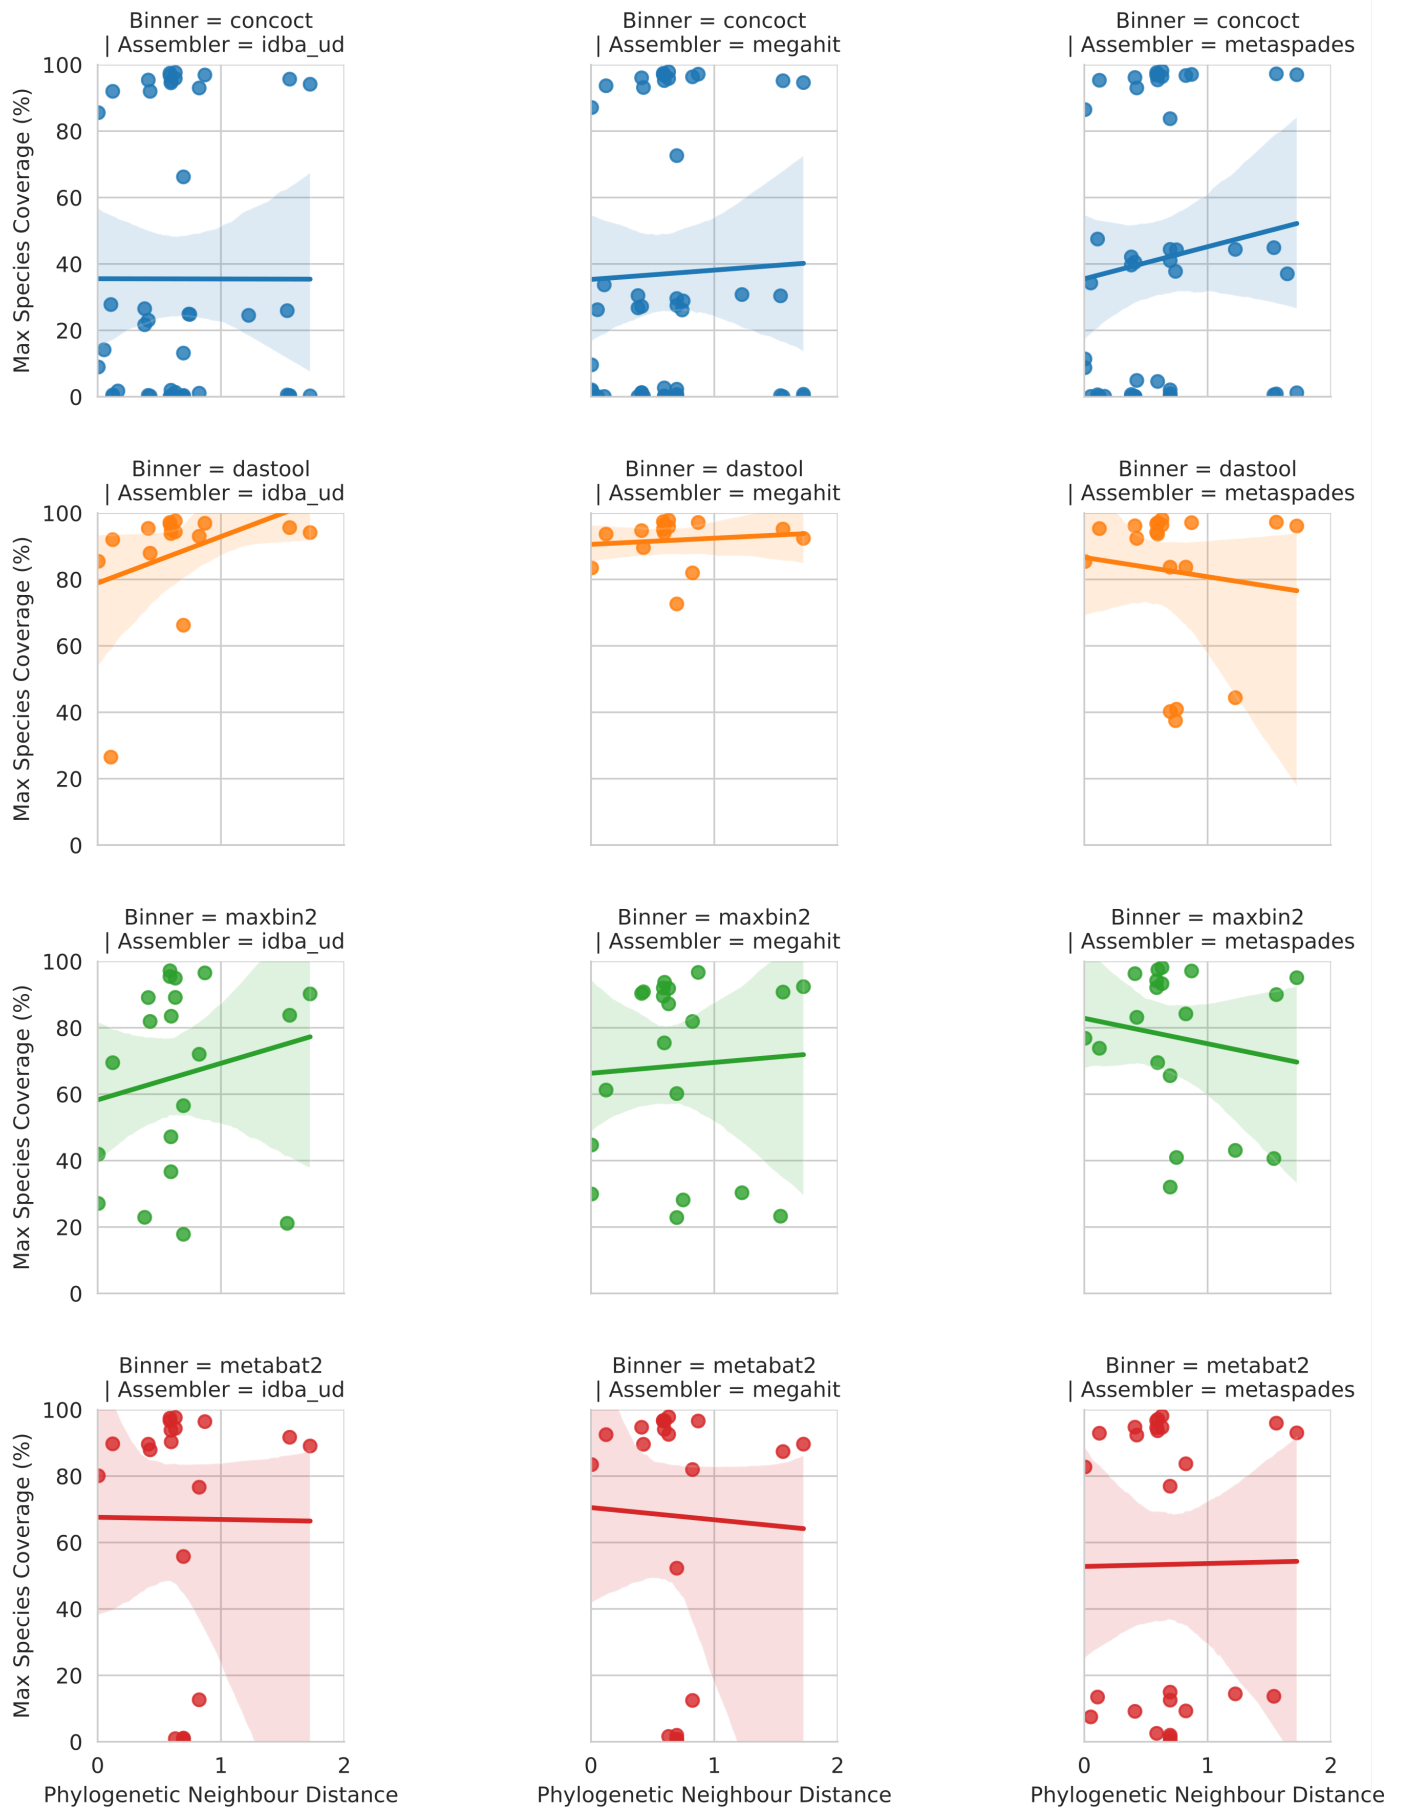 Binner = concoct
| Assembler = idba_ud
Binner = concoct
| Assembler = megahit
Binner = concoct
| Assembler = metaspades
Max Species Coverage (%)
100
80
60
40
20
0
Binner = dastool
| Assembler = idba_ud
Binner = dastool
| Assembler = megahit
Binner = dastool
| Assembler = metaspades
Max Species Coverage (%)
100
80
60
40
20
0
Binner = maxbin2
| Assembler = idba_ud
Binner = maxbin2
| Assembler = megahit
Binner = maxbin2
| Assembler = metaspades
Max Species Coverage (%)
100
80
60
40
20
0
Binner = metabat2
| Assembler = idba_ud
Binner = metabat2
| Assembler = megahit
Binner = metabat2
| Assembler = metaspades
Max Species Coverage (%)
100
80
60
40
20
0
0 1 2
Phylogenetic Neighbour Distance
0 1 2
Phylogenetic Neighbour Distance
0 1 2
Phylogenetic Neighbour Distance